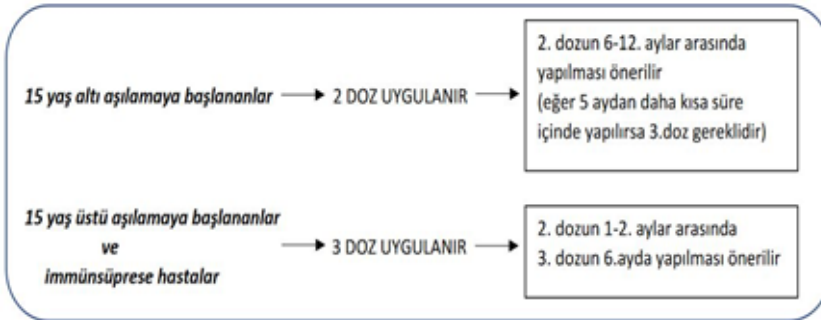 15 yaş altı aşılamaya başlananlar
2 DOZ UYGULANIR
2. dozun 6-12. aylar arasında
yapılması önerilir
(eğer 5 aydan daha kısa süre
içinde yapılırsa 3.doz gereklidir)
15 yaş üstü aşılamaya başlananlar
ve
immünsüprese hastalar
3 DOZ UYGULANIR
2. dozun 1-2. aylar arasında
3. dozun 6.ayda yapılması önerilir